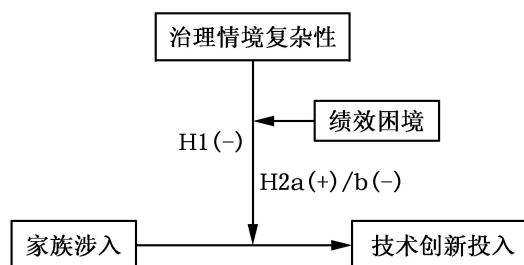 治理情境复杂性
绩效困境
H1(-)
H2a(+)/b(-)
家族涉入
技术创新投入